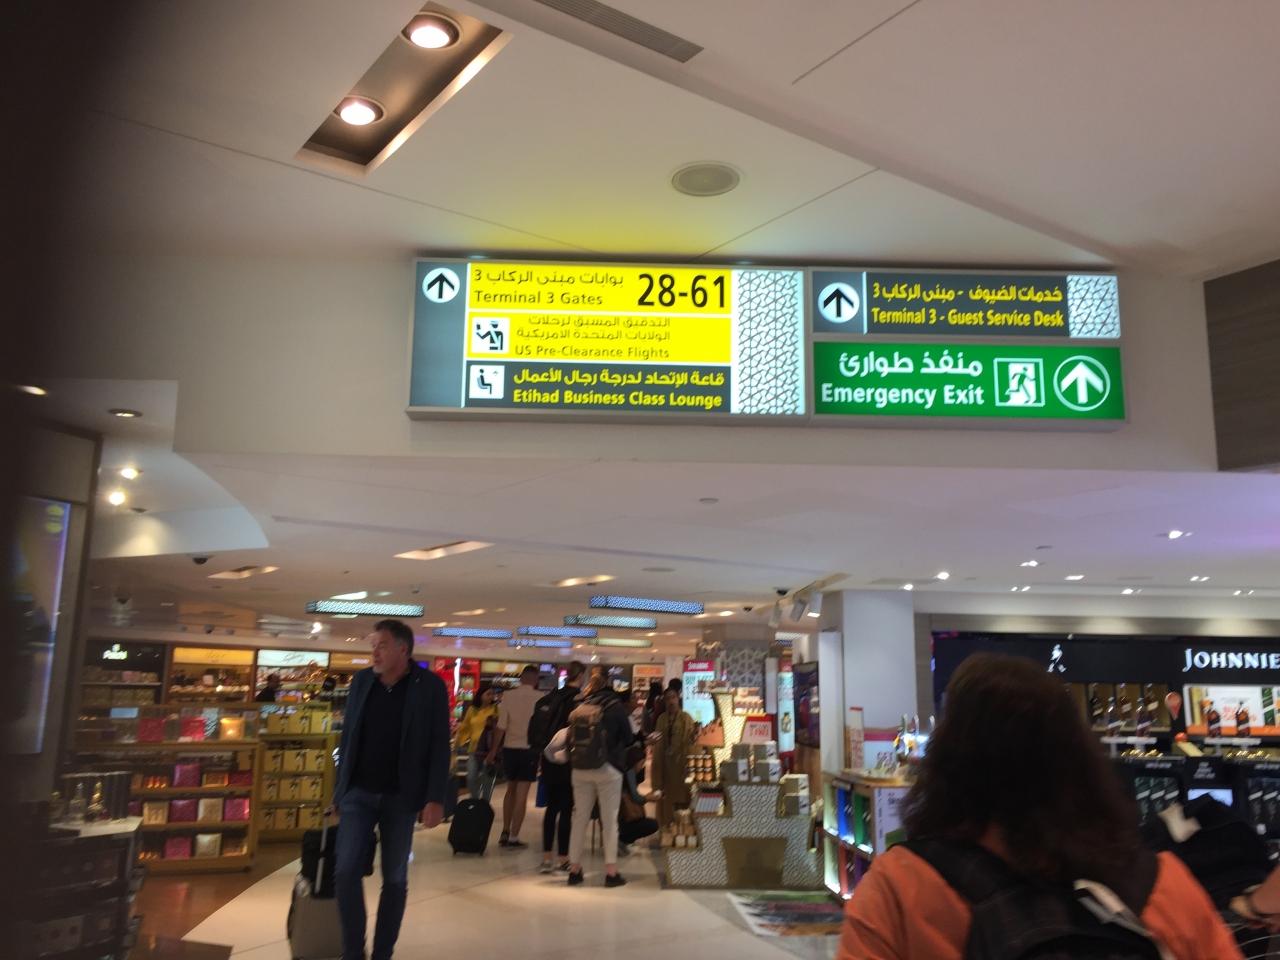 بوابات مبنى الركاب 3
Terminal 3 Gates
28-61
التدقيق المسبق لرحلات
الولايات المتحدة الامريكية
US Pre-Clearance Flights
قاعة الإتحاد لدرجة رجال الأعمال
Etihad Business Class Lounge
خدمات الضيوف - مبنى الركاب 3
Terminal 3 - Guest Service Desk
منفذ طوارئ
Emergency Exit
JOHNNIE